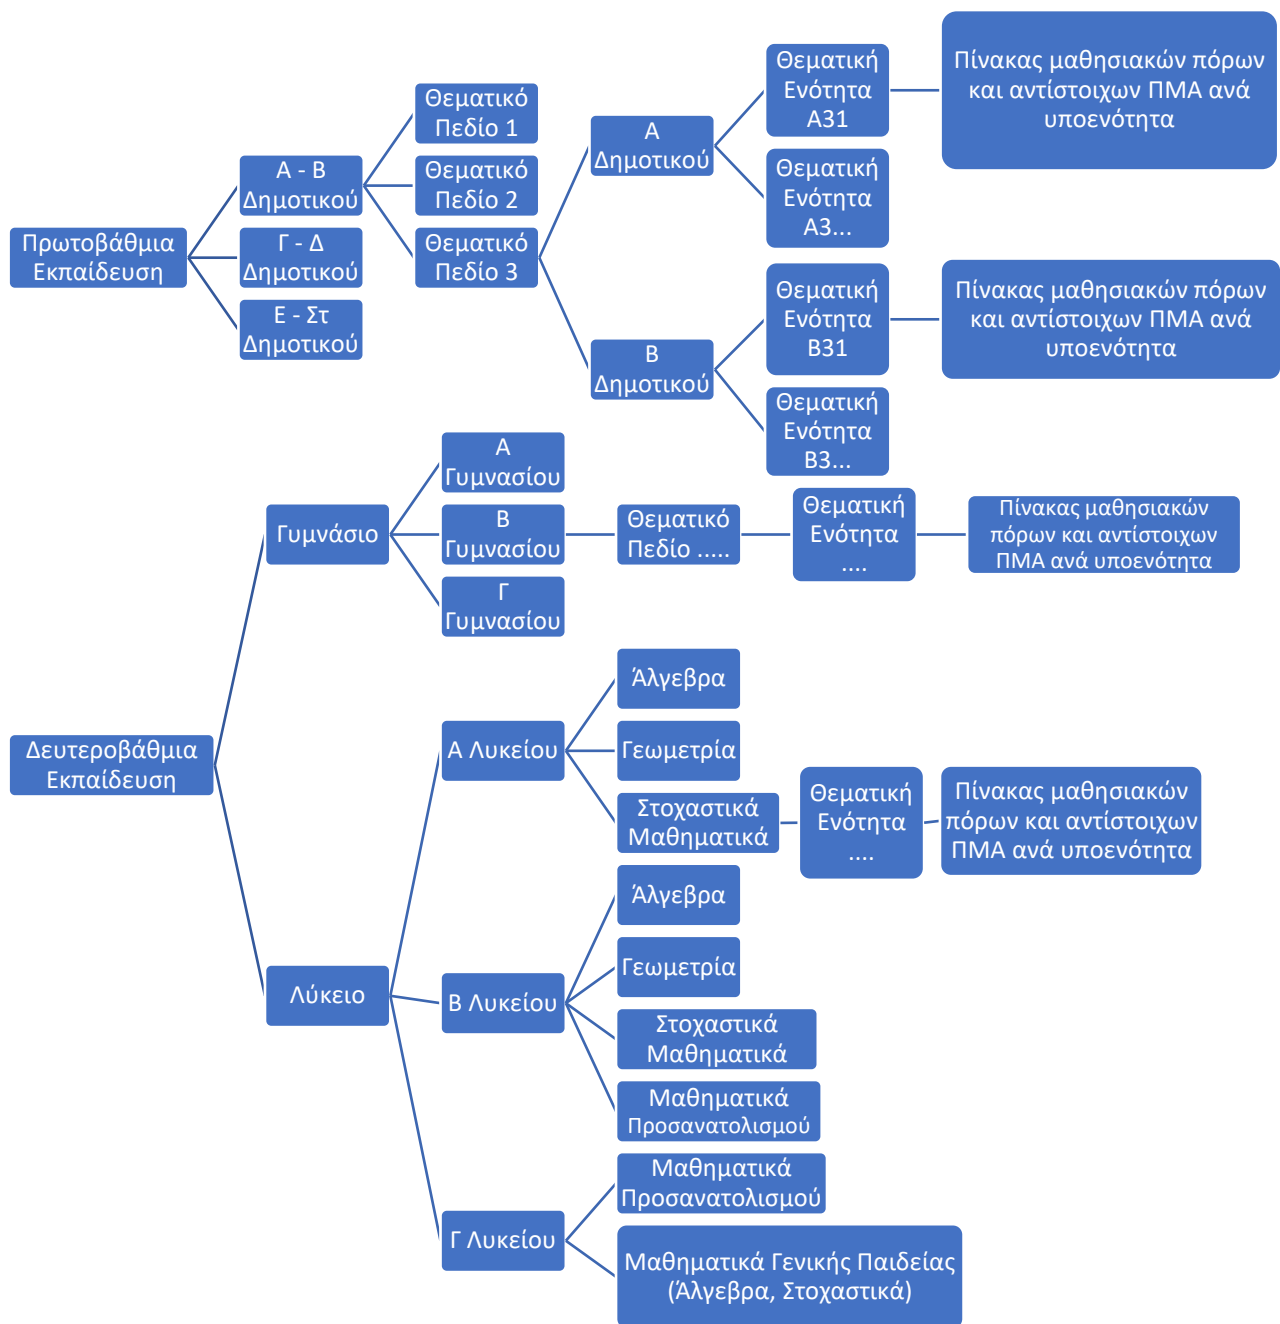 Πρωτοβάθμια
Εκπαίδευση
Α - Β
Δημοτικού
Γ - Δ
Δημοτικού
Ε - Στ
Δημοτικού
Θεματικό
Πεδίο 1
Θεματικό
Πεδίο 2
Θεματικό
Πεδίο 3
Α
Δημοτικού
Θεματική
Ενότητα
Α31
Πίνακας μαθησιακών πόρων
και αντίστοιχων ΠΜΑ ανά
υποενότητα
Θεματική
Ενότητα
Α3...
Β
Δημοτικού
Θεματική
Ενότητα
Β31
Πίνακας μαθησιακών πόρων
και αντίστοιχων ΠΜΑ ανά
υποενότητα
Θεματική
Ενότητα
Β3...
Δευτεροβάθμια
Εκπαίδευση
Γυμνάσιο
Α
Γυμνασίου
Β
Γυμνασίου
Θεματικό
Πεδίο .....
Θεματική
Ενότητα
....
Πίνακας μαθησιακών
πόρων και αντίστοιχων
ΠΜΑ ανά υποενότητα
Γ
Γυμνασίου
Λύκειο
Α Λυκείου
Άλγεβρα
Γεωμετρία
Στοχαστικά
Μαθηματικά
Θεματική
Ενότητα
....
Πίνακας μαθησιακών
πόρων και αντίστοιχων
ΠΜΑ ανά υποενότητα
Β Λυκείου
Άλγεβρα
Γεωμετρία
Στοχαστικά
Μαθηματικά
Μαθηματικά
Προσανατολισμού
Γ Λυκείου
Μαθηματικά
Προσανατολισμού
Μαθηματικά Γενικής Παιδείας
(Άλγεβρα, Στοχαστικά)